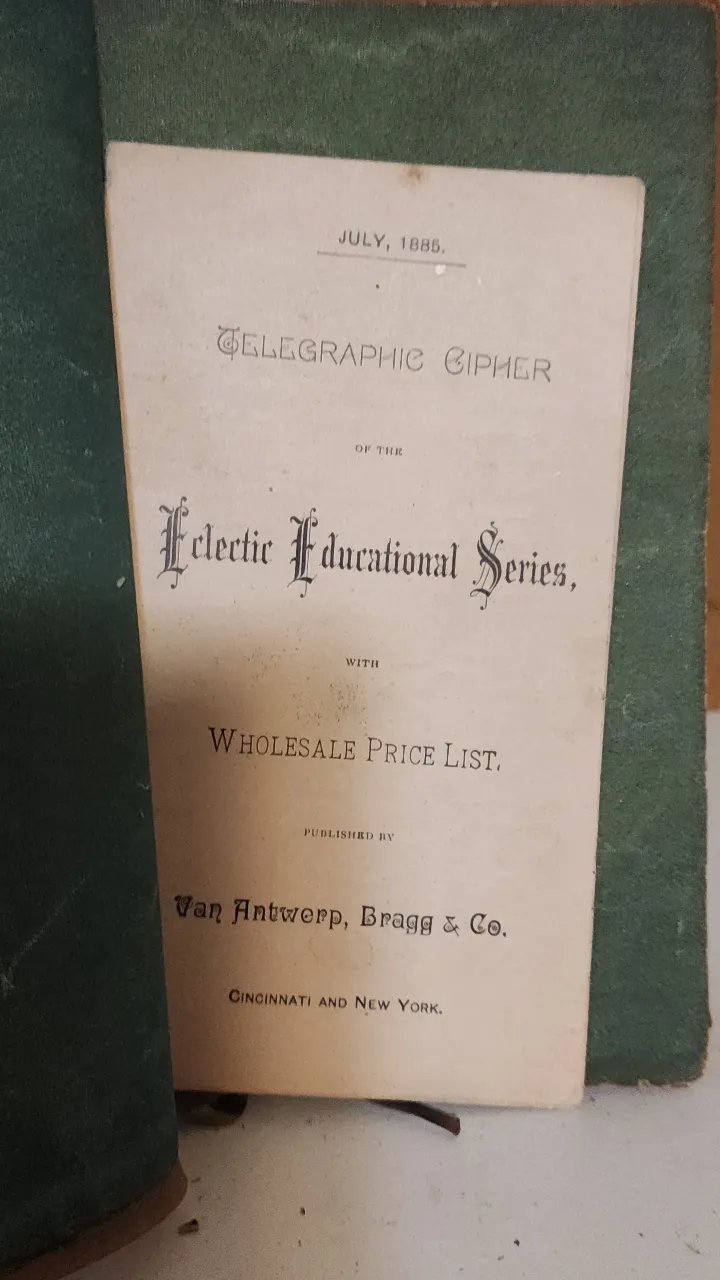 JULY, 1885.
TELEGRAPHIC CIPHER
OF THE
Eclectic Educational Series,
WITH
WHOLESALE PRICE LIST.
PUBLISHED BY
Van Antwerp, Bragg & Co.
CINCINNATI AND NEW YORK.